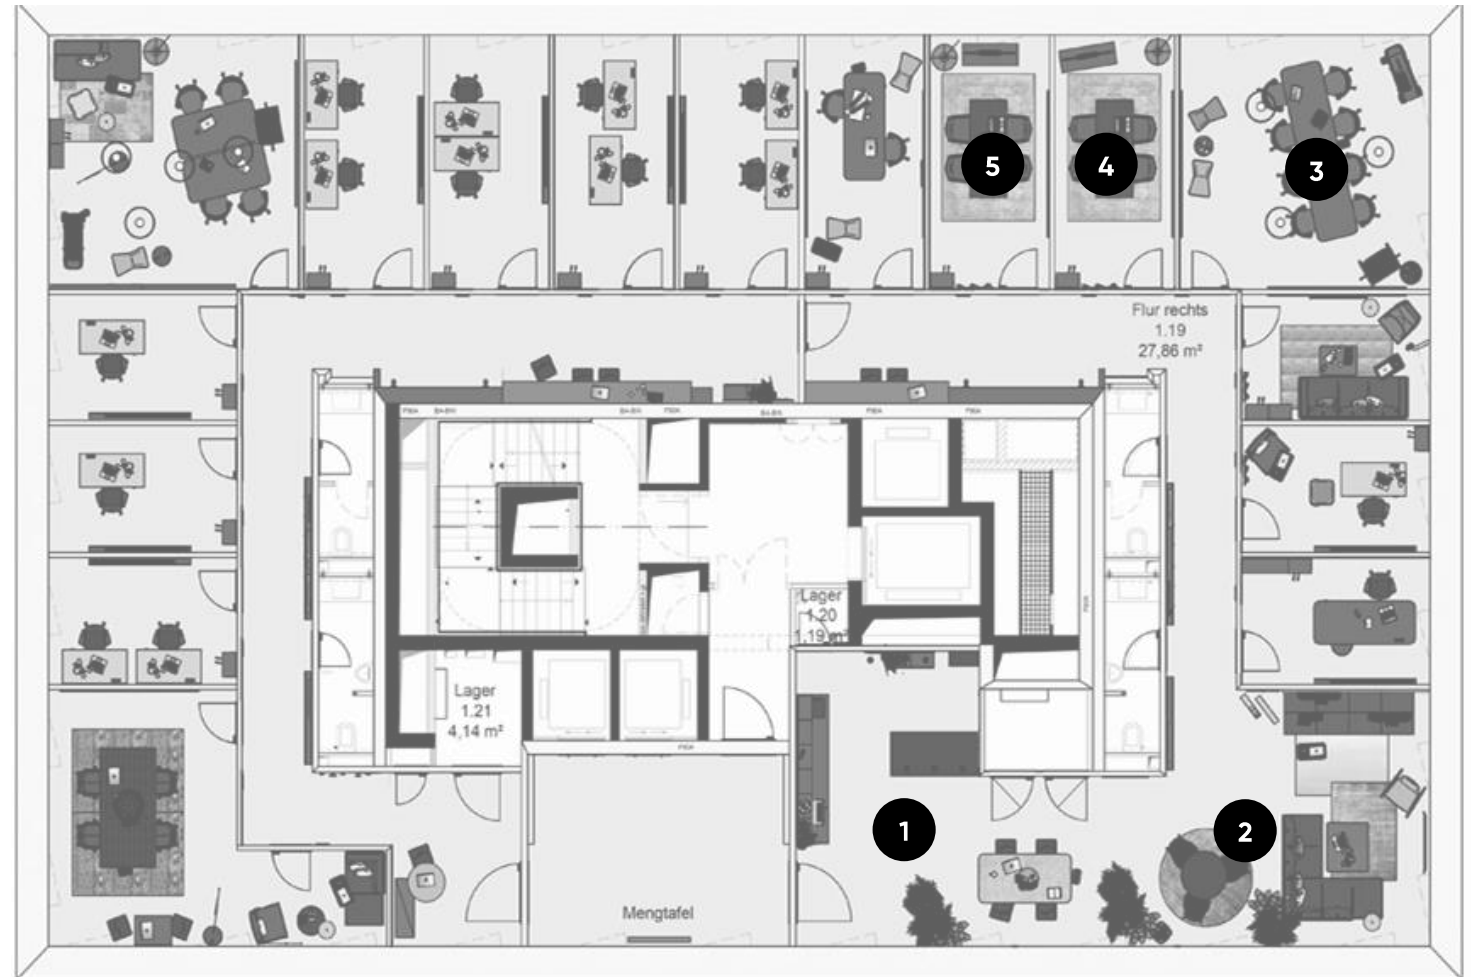 5
4
3
Flur rechts
1.19
27,86 m²
Lager
1.20
1,19 m²
Lager
1.21
4,14 m²
1
2
Mengtafel